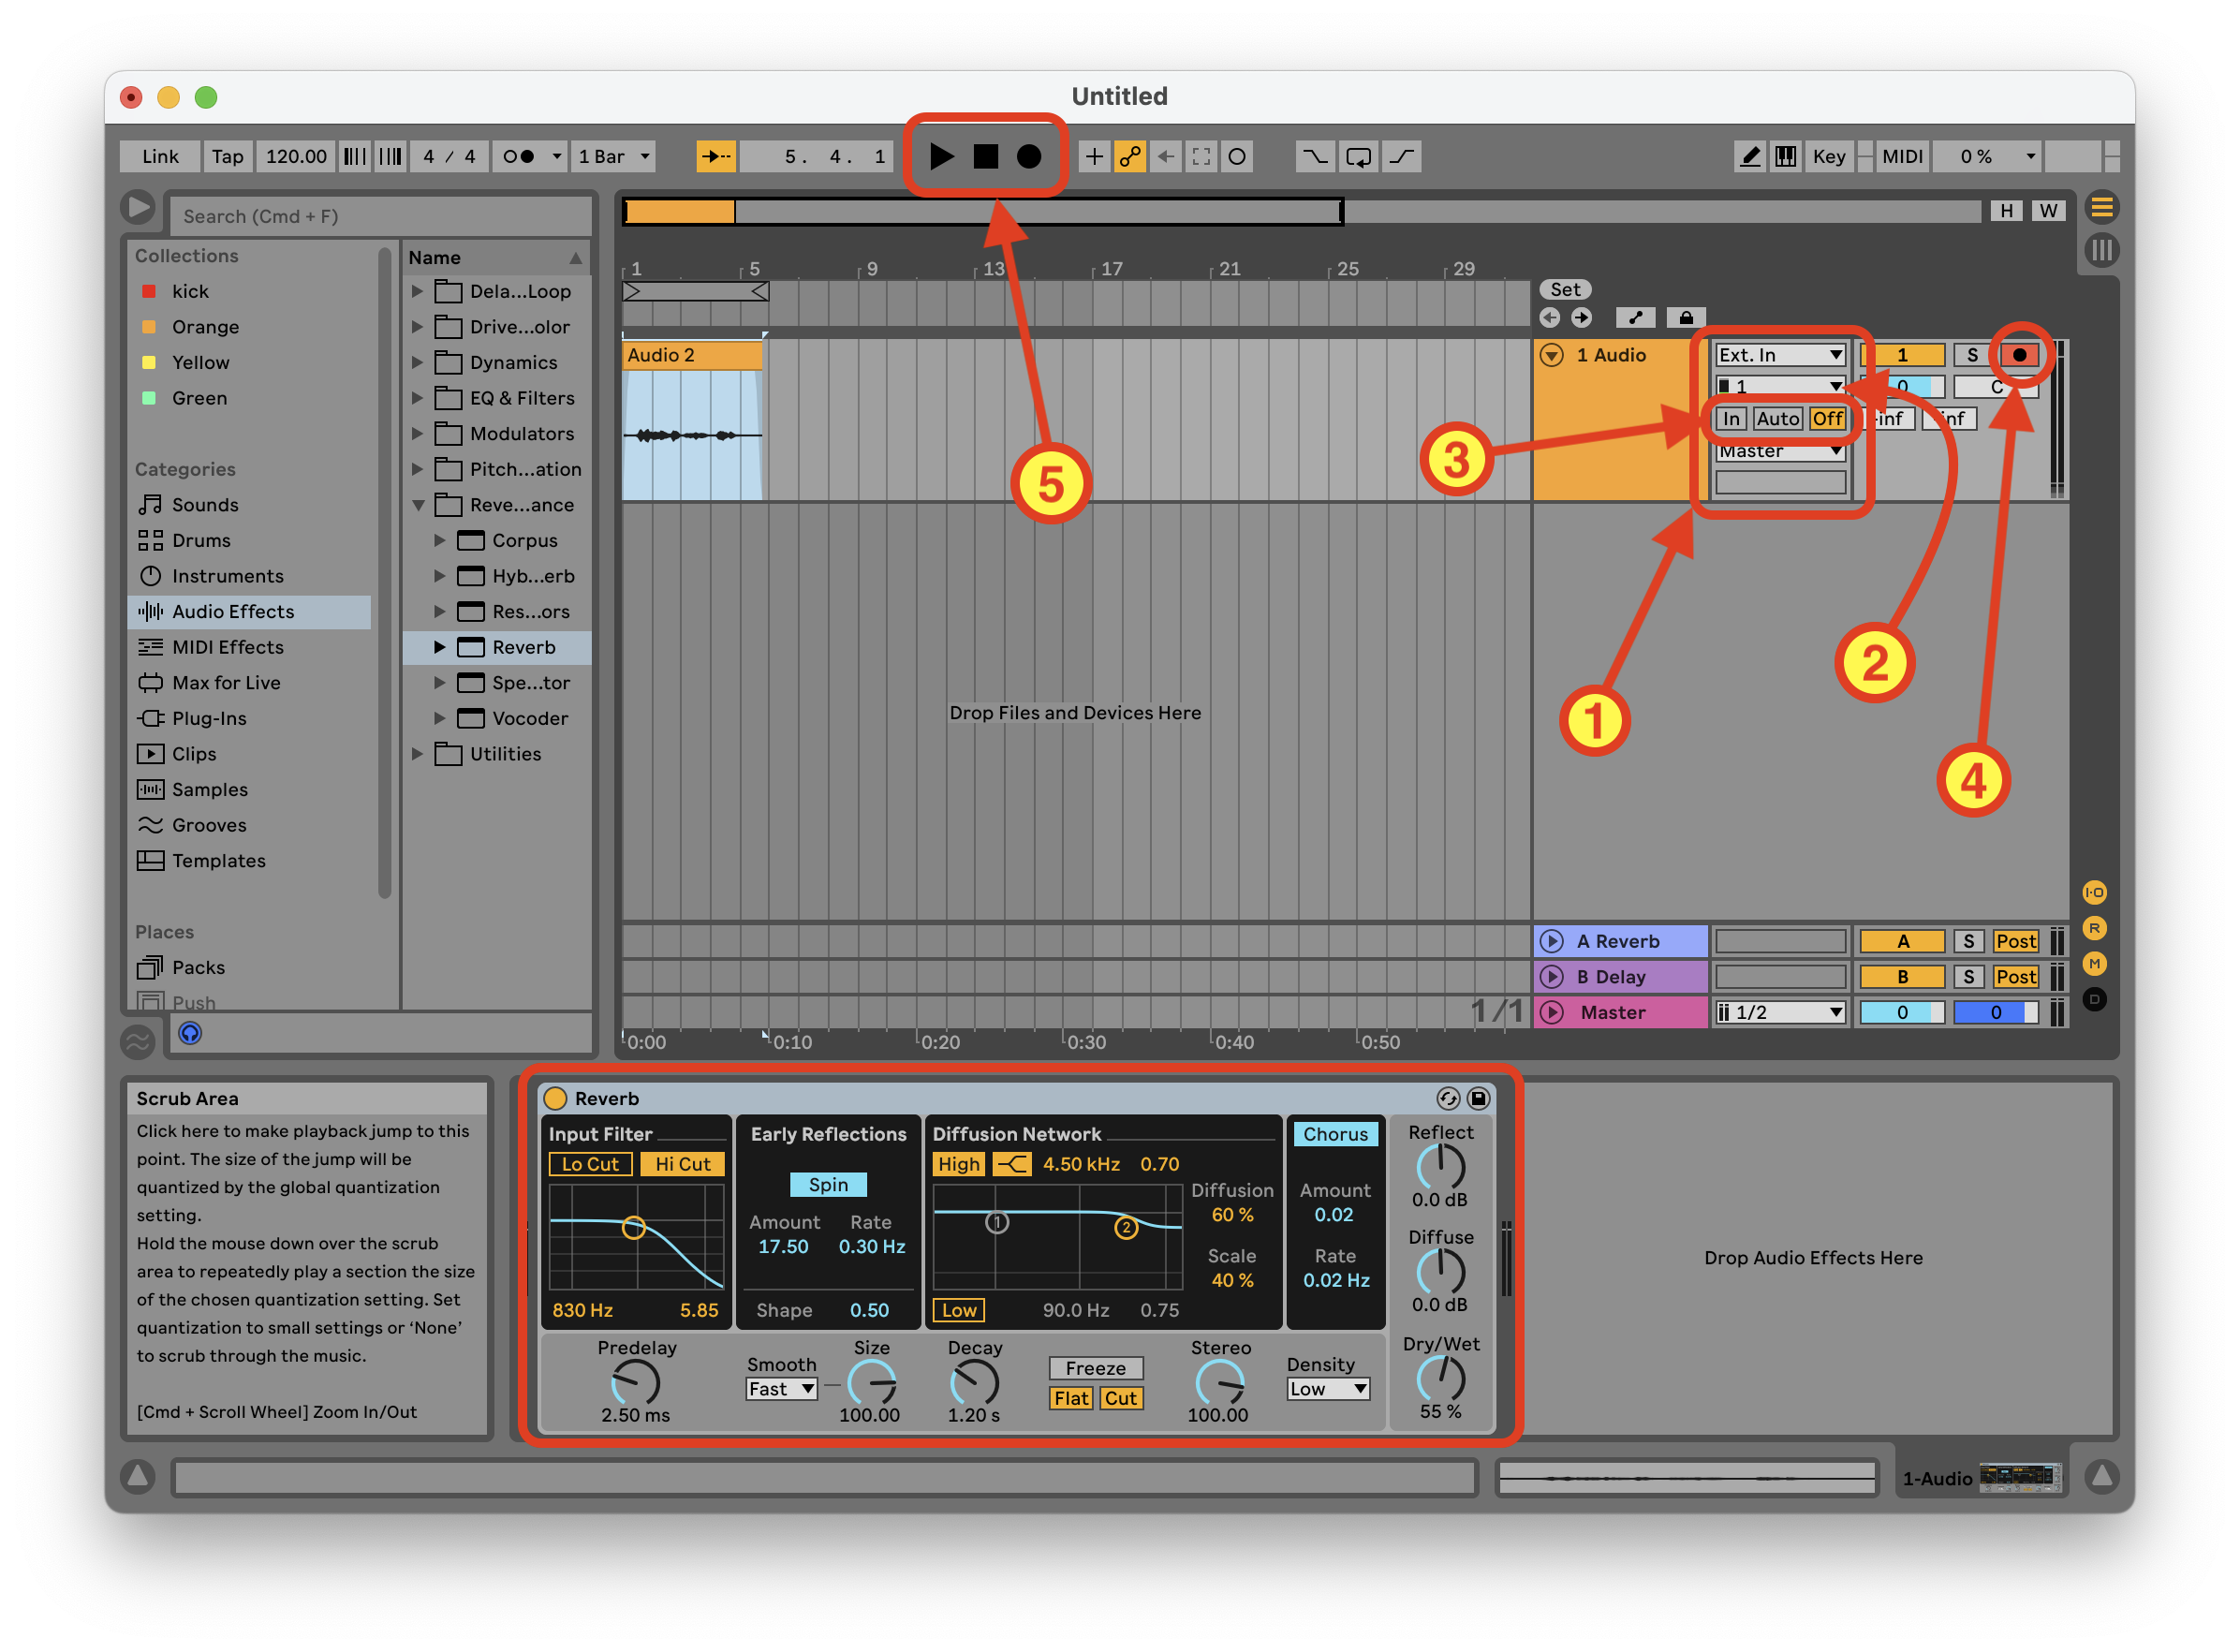 Untitled
Link Tap 120.00 4 / 4 1 Bar 5. 4. 1 Key MIDI 0 %
Search (Cmd + F)
H W
Collections
kick
Orange
Yellow
Green
Categories
Sounds
Drums
Instruments
Audio Effects
MIDI Effects
Max for Live
Plug-Ins
Clips
Samples
Grooves
Templates
Places
Packs
Push
Name
Dela...Loop
Drive...olor
Dynamics
EQ & Filters
Modulators
Pitch...ation
Reve...ance
Corpus
Hyb...erb
Res...ors
Reverb
Spe...tor
Vocoder
Utilities
1 5 9 13 17 21 25 29
Set
Audio 2
1 Audio
Ext. In
1
In Auto Off
Master
1 S
0 C
-inf
5
3
2
1
4
Drop Files and Devices Here
A Reverb A S Post
B Delay B S Post
1/1 Master 1/2 0 0
0:00 0:10 0:20 0:30 0:40 0:50
I-O
R
M
D
Scrub Area
Click here to make playback jump to this
point. The size of the jump will be
quantized by the global quantization
setting.
Hold the mouse down over the scrub
area to repeatedly play a section the size
of the chosen quantization setting. Set
quantization to small settings or ‘None’
to scrub through the music.
[Cmd + Scroll Wheel] Zoom In/Out
Reverb
Input Filter
Lo Cut Hi Cut
830 Hz 5.85
Early Reflections
Spin
Amount Rate
17.50 0.30 Hz
Shape 0.50
Diffusion Network
High 4.50 kHz 0.70
1 2
Diffusion
60 %
Scale
40 %
Low 90.0 Hz 0.75
Chorus
Amount
0.02
Rate
0.02 Hz
Reflect
0.0 dB
Diffuse
0.0 dB
Dry/Wet
55 %
Predelay
2.50 ms
Smooth
Fast
Size
100.00
Decay
1.20 s
Freeze
Flat Cut
Stereo
100.00
Density
Low
Drop Audio Effects Here
1-Audio